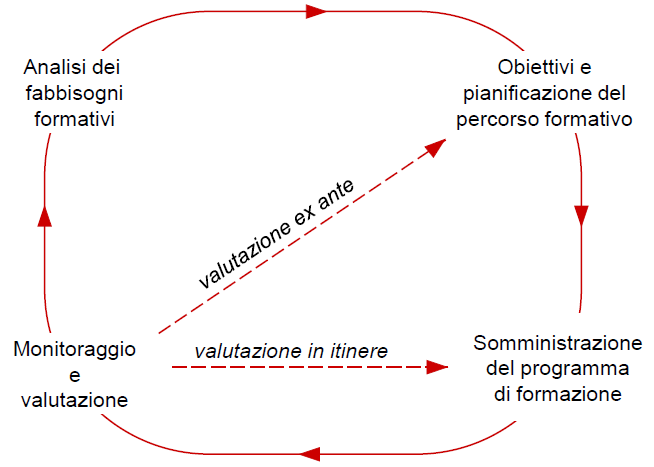 Analisi dei
fabbisogni
formativi
Obiettivi e
pianificazione del
percorso formativo
valutazione ex ante
valutazione in itinere
Monitoraggio
e
valutazione
Somministrazione
del programma
di formazione